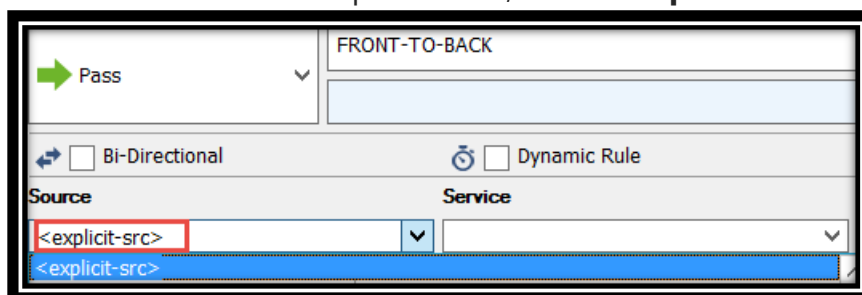 FRONT-TO-BACK
Pass
Bi-Directional Dynamic Rule
Source Service
<explicit-src>
<explicit-src>